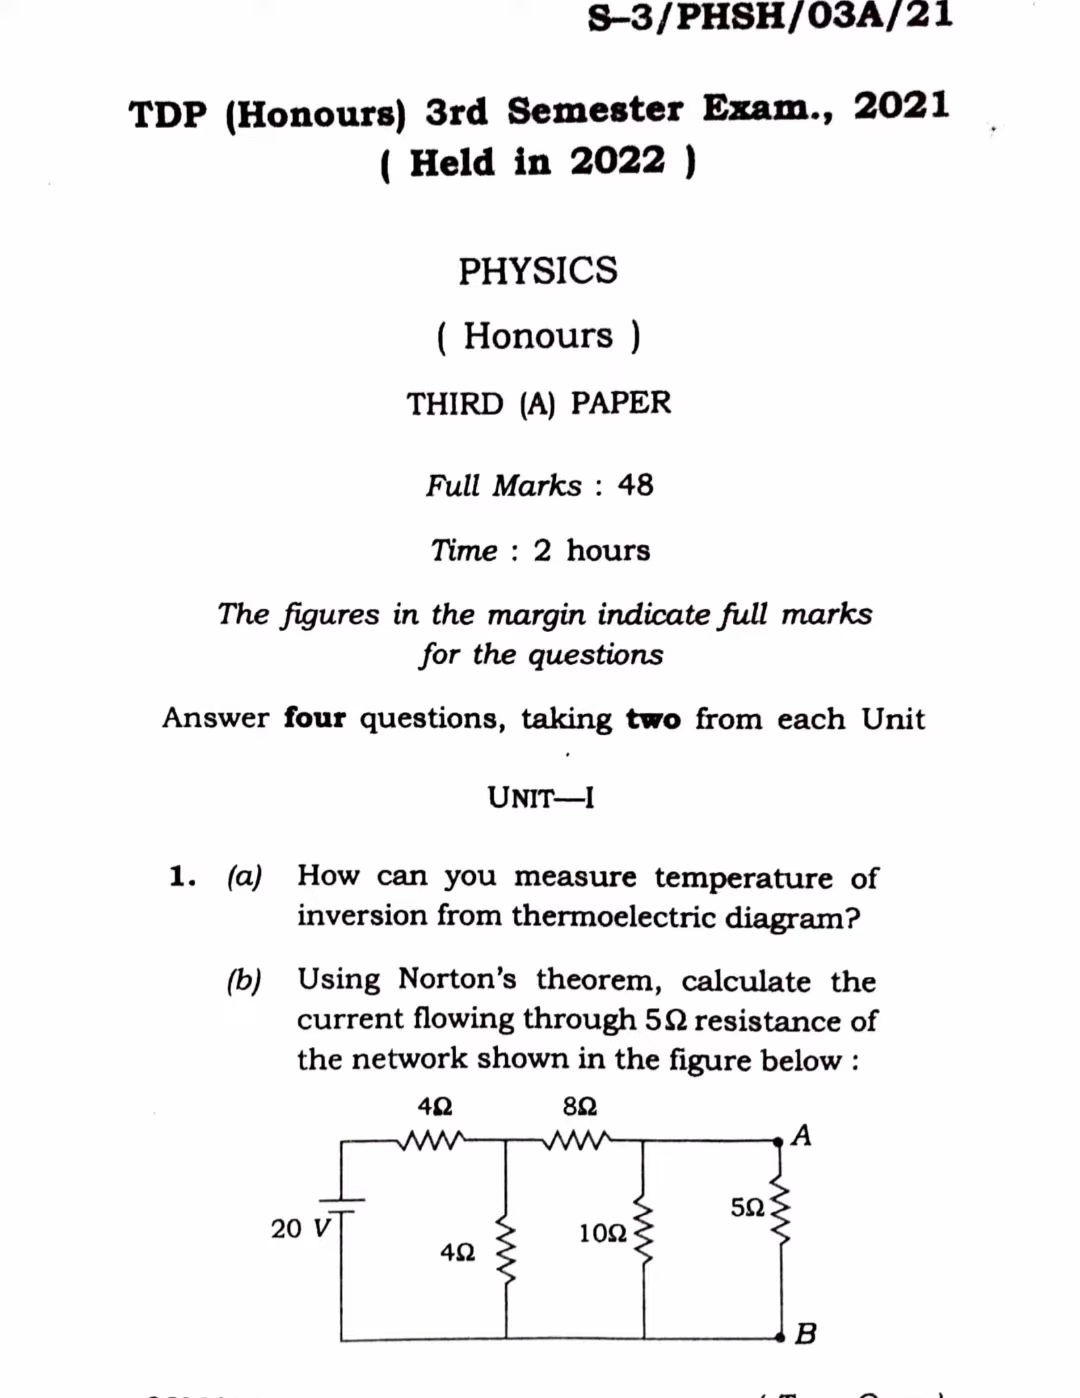 S–3/PHSH/03A/21
TDP (Honours) 3rd Semester Exam., 2021
( Held in 2022 )
PHYSICS
( Honours )
THIRD (A) PAPER
Full Marks : 48
Time : 2 hours
The figures in the margin indicate full marks
for the questions
Answer four questions, taking two from each Unit
UNIT—I
1. (a) How can you measure temperature of
inversion from thermoelectric diagram?
(b) Using Norton's theorem, calculate the
current flowing through 5Ω resistance of
the network shown in the figure below :
4Ω 8Ω
A
5Ω
20 V
10Ω
4Ω
B